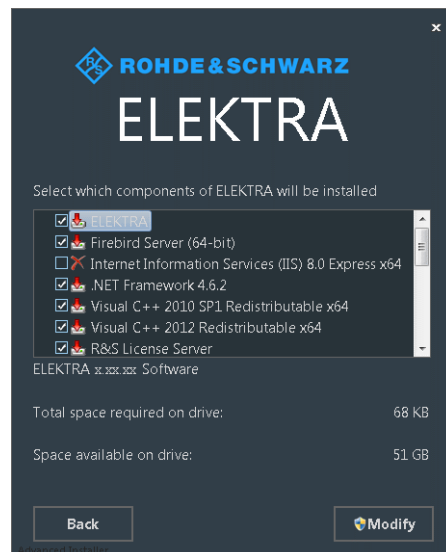 x
R&S ROHDE & SCHWARZ
ELEKTRA
Select which components of ELEKTRA will be installed
ELEKTRA
Firebird Server (64-bit)
Internet Information Services (IIS) 8.0 Express x64
.NET Framework 4.6.2
Visual C++ 2010 SP1 Redistributable x64
Visual C++ 2012 Redistributable x64
R&S License Server
ELEKTRA x.xx.xx Software
Total space required on drive: 68 KB
Space available on drive: 51 GB
Back Modify
Advanced Installer